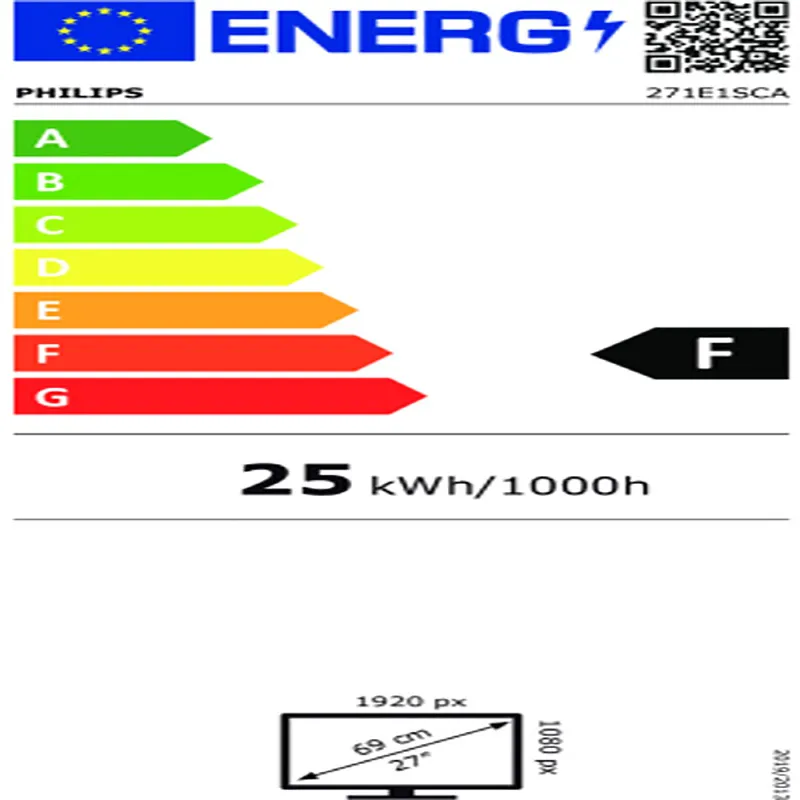 ENERG
PHILIPS
271E1SCA
A
B
C
D
E
F
G
F
25 kWh/1000h
1920 px
69 cm
27"
1080 px
2019/2013